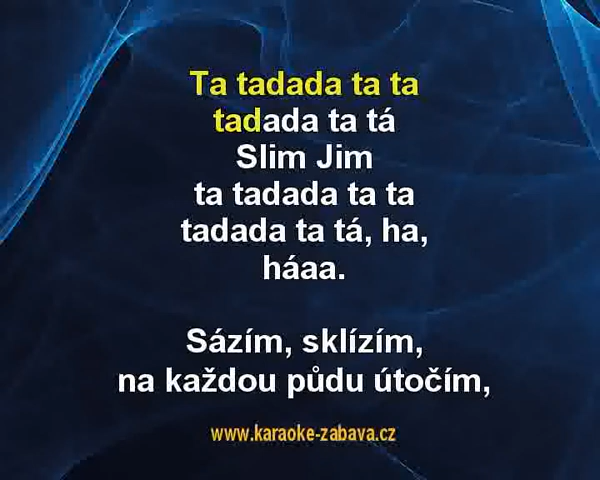 Ta tadada ta ta
tadada ta tá
Slim Jim
ta tadada ta ta
tadada ta tá, ha,
háaa.
Sázím, sklízím,
na každou půdu útočím,
www.karaoke-zabava.cz